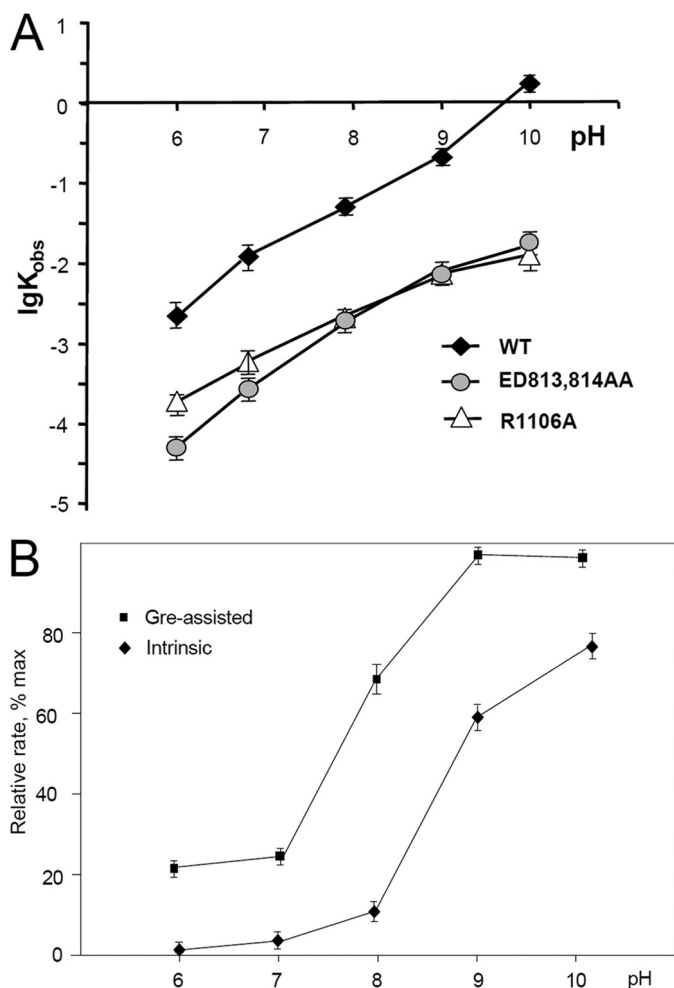 A
1
0
6 7 8 9 10 pH
-1
-2
-3
-4
-5
lgKobs
WT
ED813,814AA
R1106A
B
Gre-assisted
Intrinsic
80
60
40
20
0
Relative rate, % max
6 7 8 9 10 pH